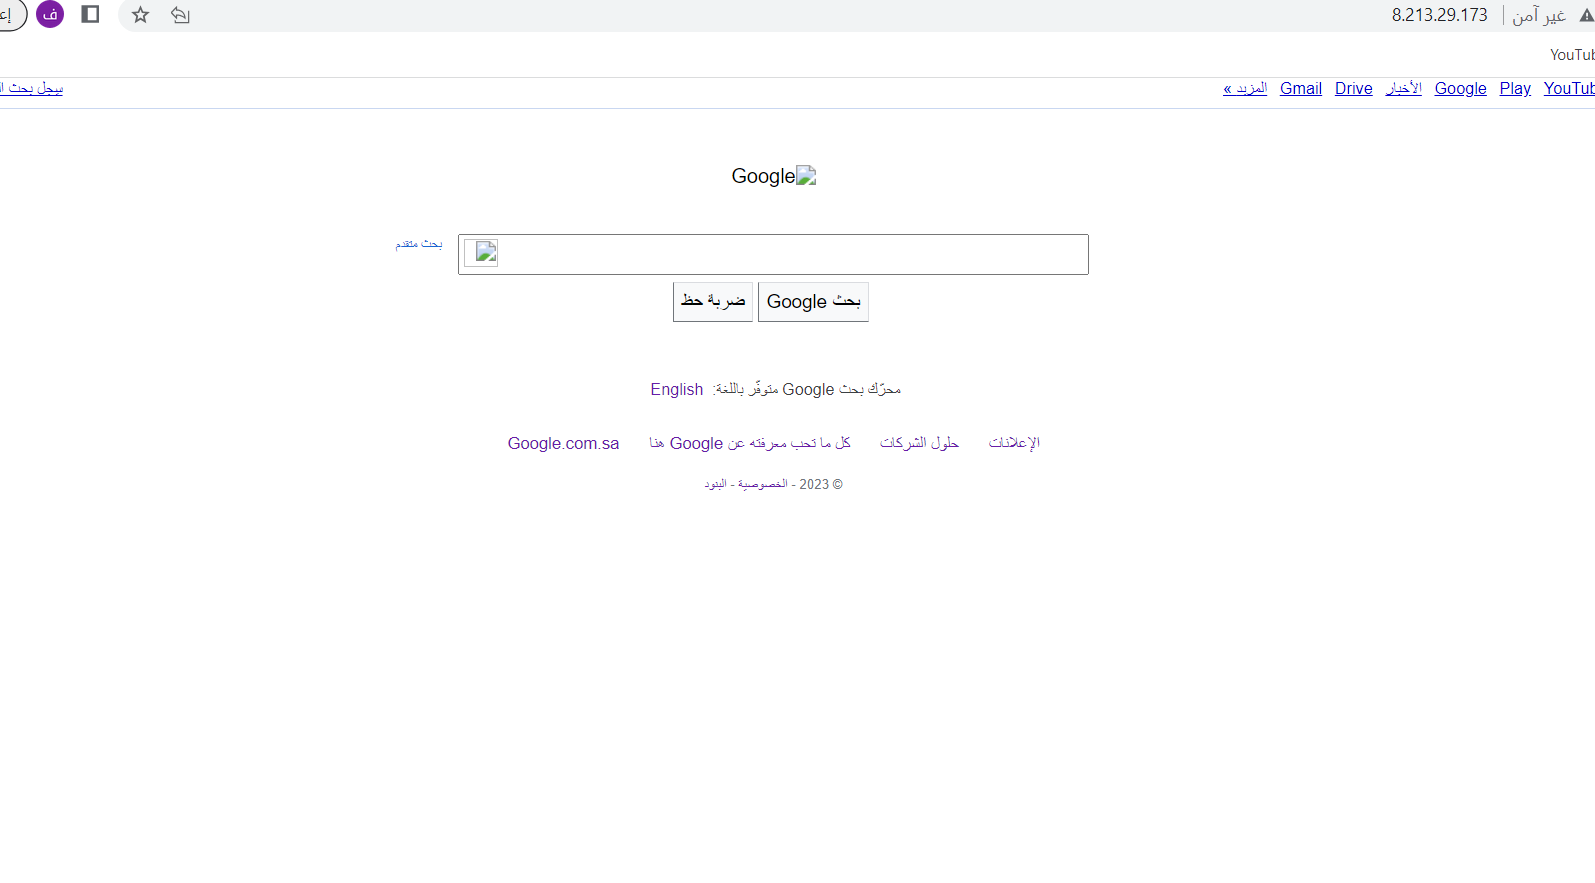 غير آمن | 8.213.29.173 ف
YouTub
YouTub Play Google الأخبار Drive Gmail المزيد » سجل بحث
Google
بحث متقدم
بحث Google ضربة حظ
محرّك بحث Google متوفّر باللغة: English
الإعلانات حلول الشركات كل ما تحب معرفته عن Google هنا Google.com.sa
© 2023 - الخصوصية - البنود